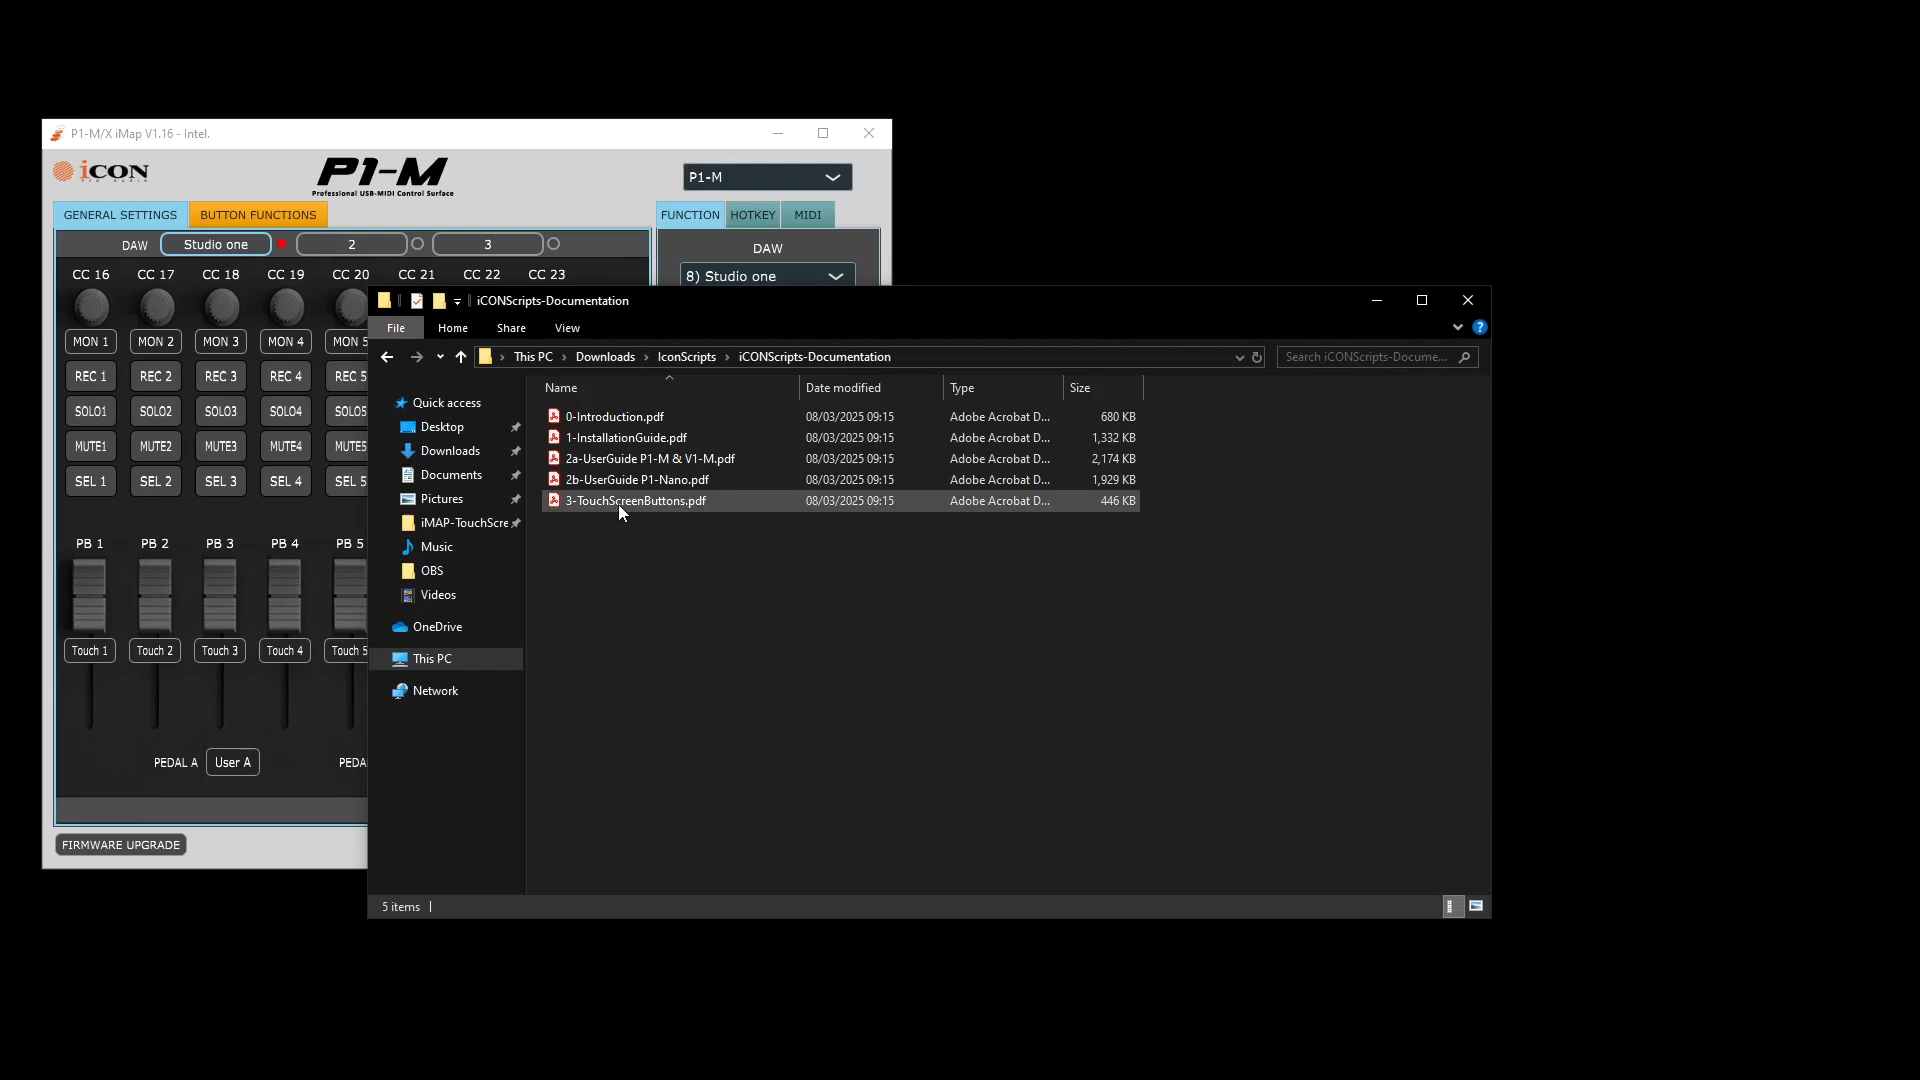 P1-M/X iMap V1.16 - Intel.
iCON
Pro Audio
P1-M
Professional USB-MIDI Control Surface
P1-M
GENERAL SETTINGS BUTTON FUNCTIONS
FUNCTION HOTKEY MIDI
DAW Studio one 2 3
DAW
8) Studio one
CC 16 CC 17 CC 18 CC 19 CC 20 CC 21 CC 22 CC 23
MON 1 MON 2 MON 3 MON 4 MON 5
REC 1 REC 2 REC 3 REC 4 REC 5
SOLO1 SOLO2 SOLO3 SOLO4 SOLO5
MUTE1 MUTE2 MUTE3 MUTE4 MUTE5
SEL 1 SEL 2 SEL 3 SEL 4 SEL 5
PB 1 PB 2 PB 3 PB 4 PB 5
Touch 1 Touch 2 Touch 3 Touch 4 Touch 5
PEDAL A User A PEDA
FIRMWARE UPGRADE
iCONScripts-Documentation
File Home Share View
This PC Downloads IconScripts iCONScripts-Documentation
Search iCONScripts-Docume...
Quick access
Desktop
Downloads
Documents
Pictures
iMAP-TouchScre
Music
OBS
Videos
OneDrive
This PC
Network
Name Date modified Type Size
0-Introduction.pdf 08/03/2025 09:15 Adobe Acrobat D... 680 KB
1-InstallationGuide.pdf 08/03/2025 09:15 Adobe Acrobat D... 1,332 KB
2a-UserGuide P1-M & V1-M.pdf 08/03/2025 09:15 Adobe Acrobat D... 2,174 KB
2b-UserGuide P1-Nano.pdf 08/03/2025 09:15 Adobe Acrobat D... 1,929 KB
3-TouchScreenButtons.pdf 08/03/2025 09:15 Adobe Acrobat D... 446 KB
5 items